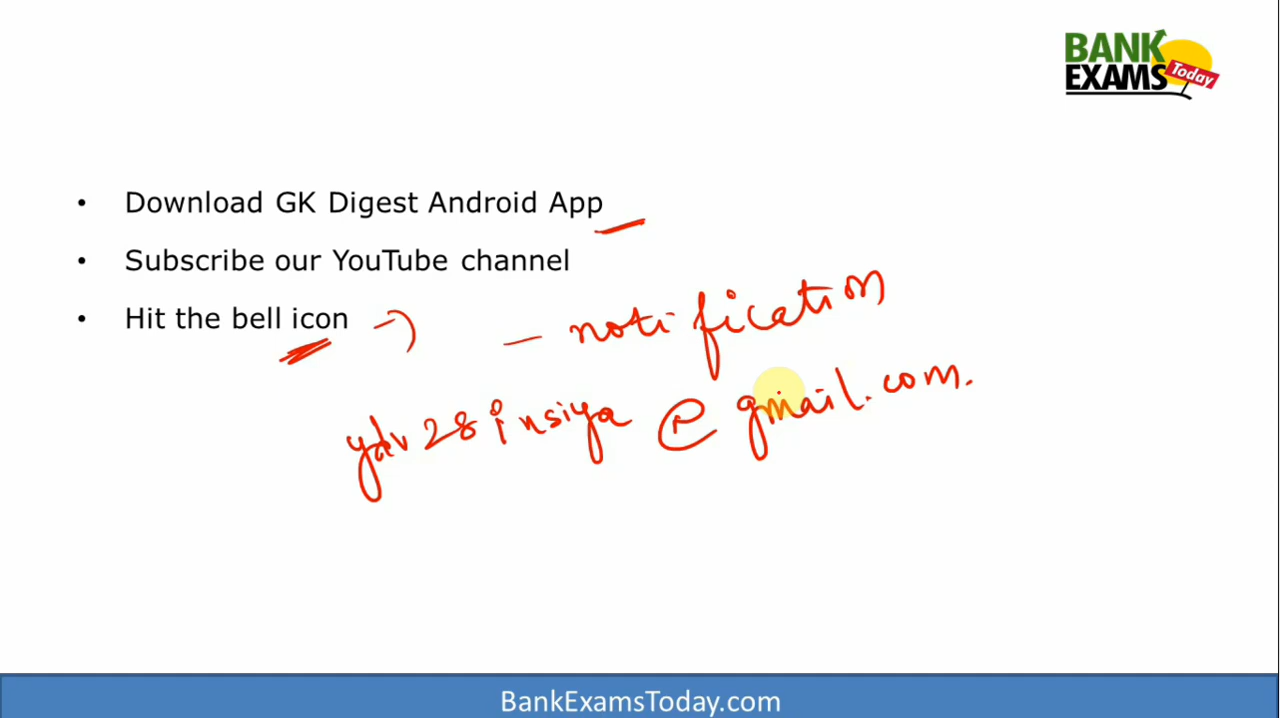 BANK
EXAMS Today
• Download GK Digest Android App
• Subscribe our YouTube channel
• Hit the bell icon
– notification
ydv28insiya@gmail.com.
BankExamsToday.com